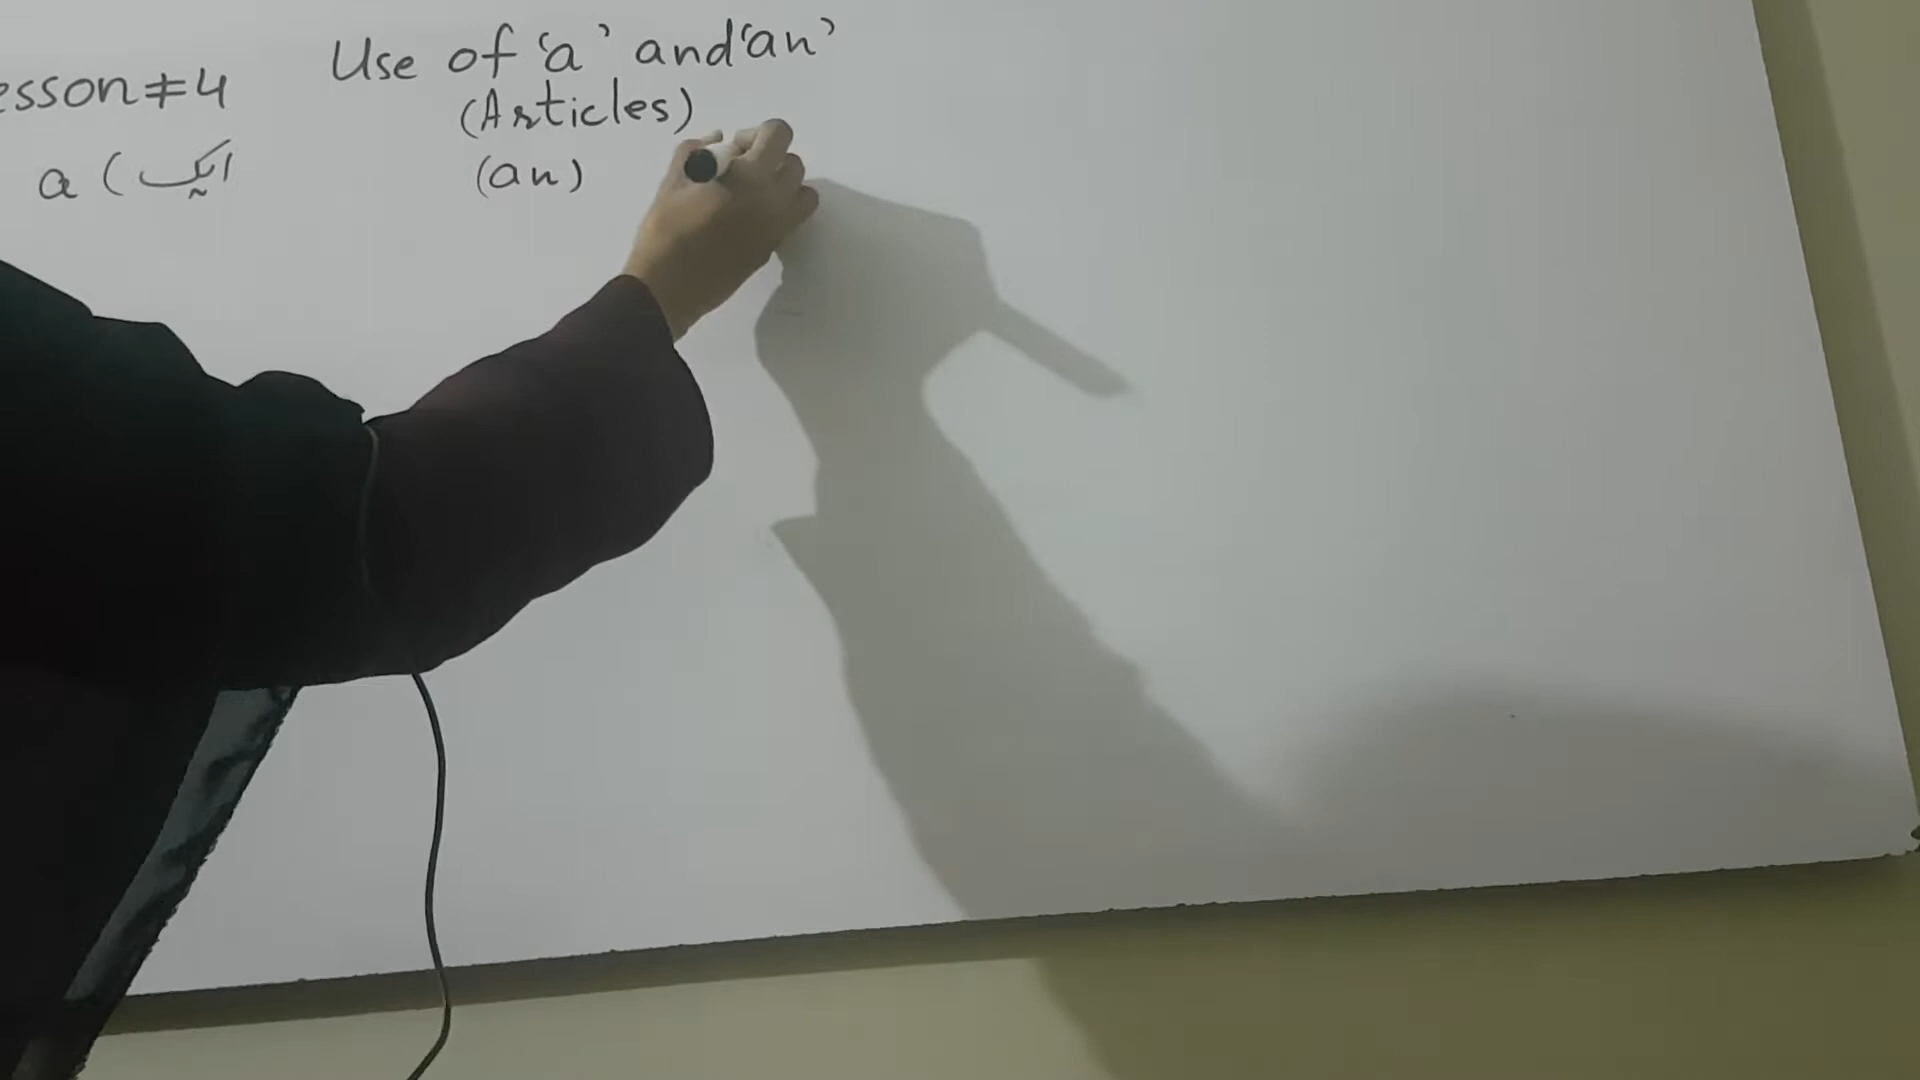 esson#4 Use of 'a' and 'an'
(Articles)
a (ایک (an)